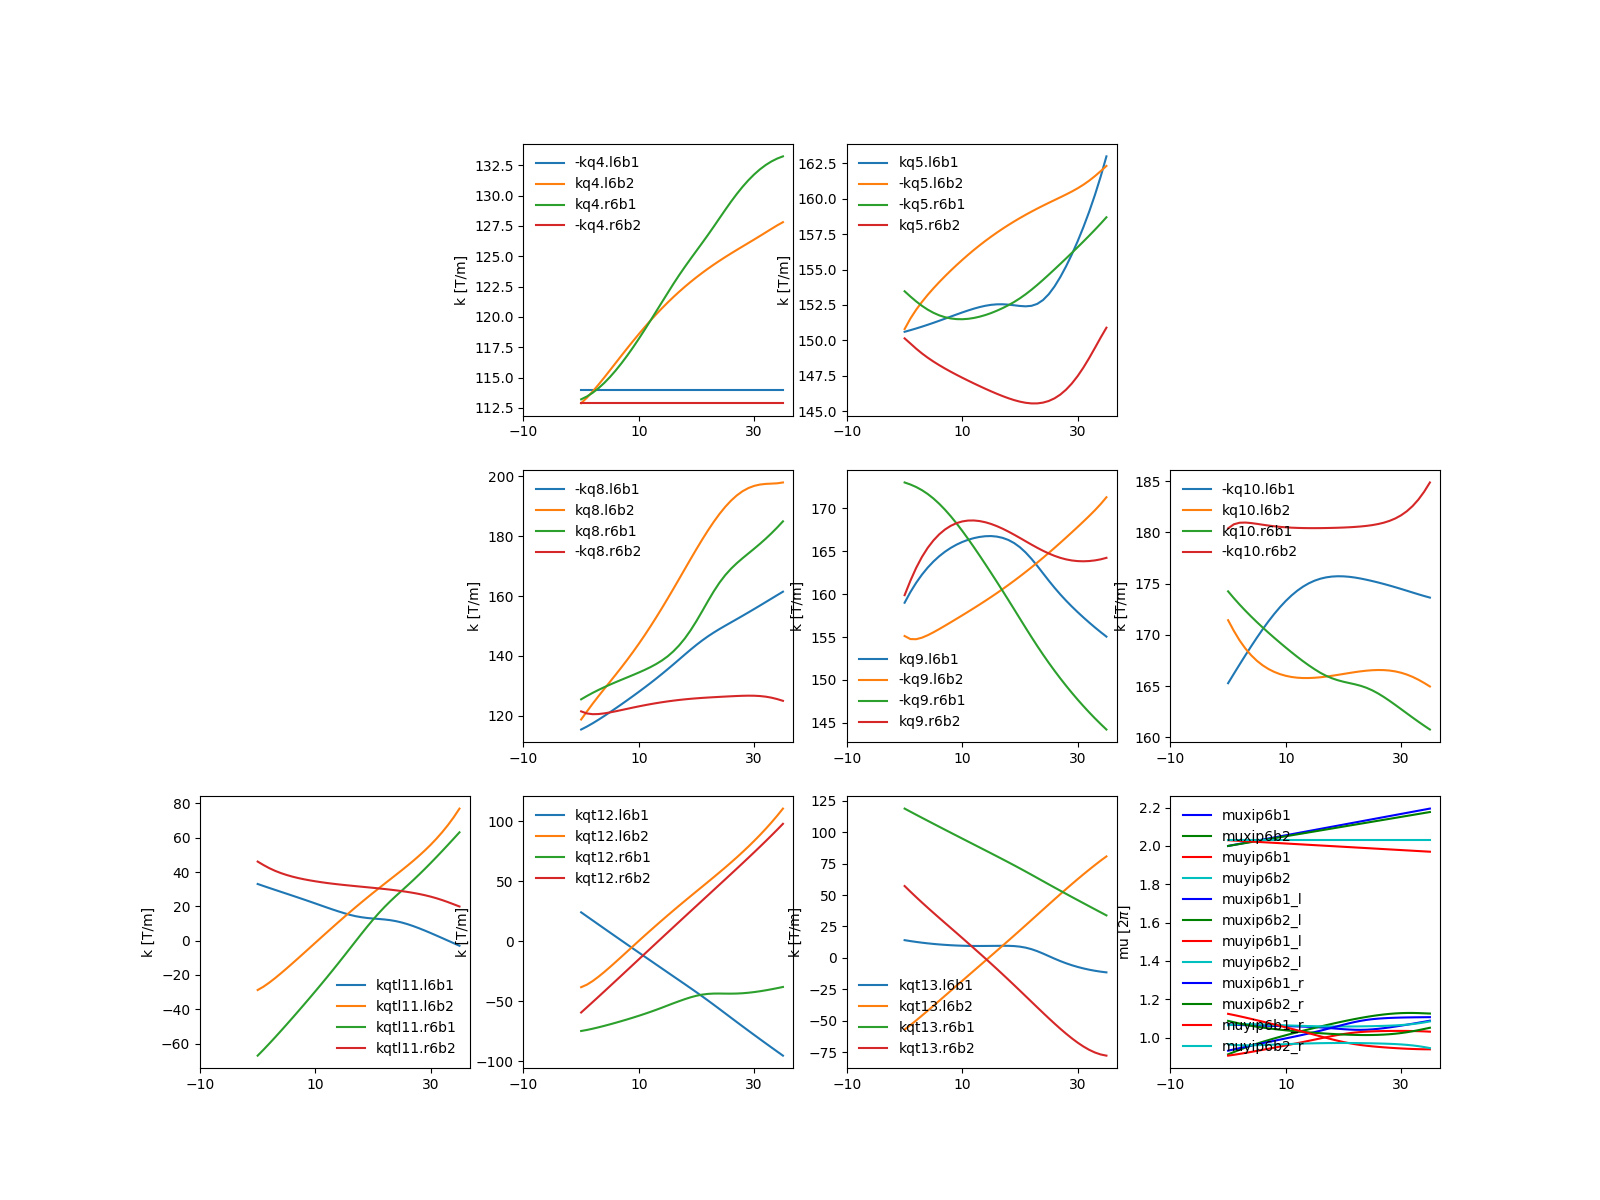 k [T/m]
132.5
130.0
127.5
125.0
122.5
120.0
117.5
115.0
112.5
-kq4.l6b1
kq4.l6b2
kq4.r6b1
-kq4.r6b2
−10 10 30
k [T/m]
162.5
160.0
157.5
155.0
152.5
150.0
147.5
145.0
kq5.l6b1
-kq5.l6b2
-kq5.r6b1
kq5.r6b2
−10 10 30
k [T/m]
200
180
160
140
120
-kq8.l6b1
kq8.l6b2
kq8.r6b1
-kq8.r6b2
−10 10 30
k [T/m]
170
165
160
155
150
145
kq9.l6b1
-kq9.l6b2
-kq9.r6b1
kq9.r6b2
−10 10 30
k [T/m]
185
180
175
170
165
160
-kq10.l6b1
kq10.l6b2
kq10.r6b1
-kq10.r6b2
−10 10 30
k [T/m]
80
60
40
20
0
−20
−40
−60
kqtl11.l6b1
kqtl11.l6b2
kqtl11.r6b1
kqtl11.r6b2
−10 10 30
k [T/m]
100
50
0
−50
−100
kqt12.l6b1
kqt12.l6b2
kqt12.r6b1
kqt12.r6b2
−10 10 30
k [T/m]
125
100
75
50
25
0
−25
−50
−75
kqt13.l6b1
kqt13.l6b2
kqt13.r6b1
kqt13.r6b2
−10 10 30
mu [2π]
2.2
2.0
1.8
1.6
1.4
1.2
1.0
muxip6b1
muxip6b2
muyip6b1
muyip6b2
muxip6b1_l
muxip6b2_l
muyip6b1_l
muyip6b2_l
muxip6b1_r
muxip6b2_r
muyip6b1_r
muyip6b2_r
−10 10 30